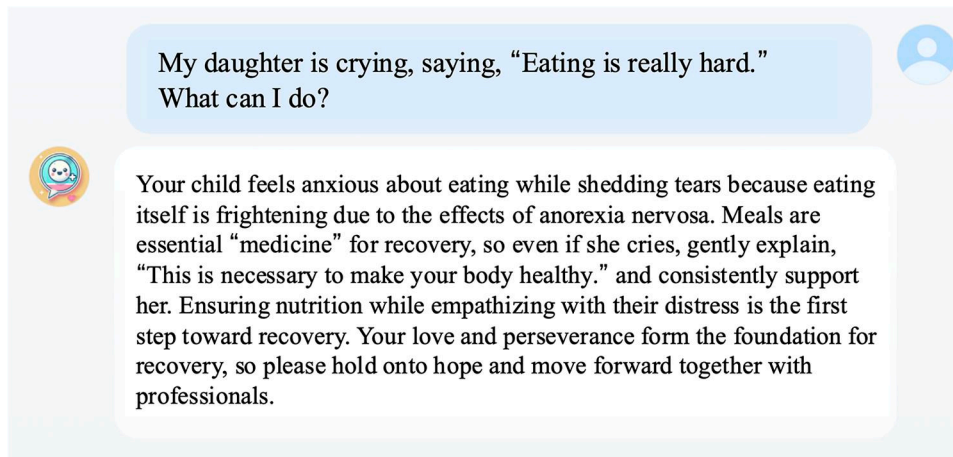 My daughter is crying, saying, “Eating is really hard.”
What can I do?
Your child feels anxious about eating while shedding tears because eating
itself is frightening due to the effects of anorexia nervosa. Meals are
essential “medicine” for recovery, so even if she cries, gently explain,
“This is necessary to make your body healthy.” and consistently support
her. Ensuring nutrition while empathizing with their distress is the first
step toward recovery. Your love and perseverance form the foundation for
recovery, so please hold onto hope and move forward together with
professionals.